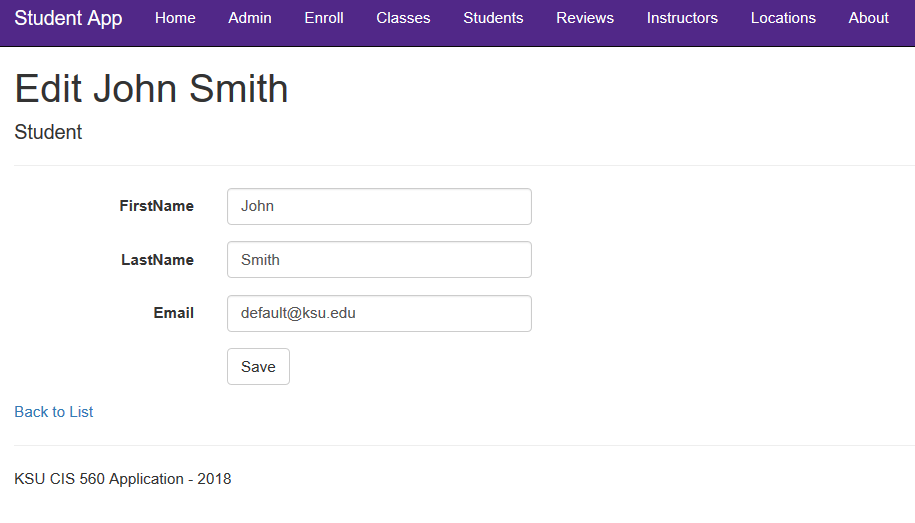 Student App Home Admin Enroll Classes Students Reviews Instructors Locations About
Edit John Smith
Student
FirstName John
LastName Smith
Email default@ksu.edu
Save
Back to List
KSU CIS 560 Application - 2018